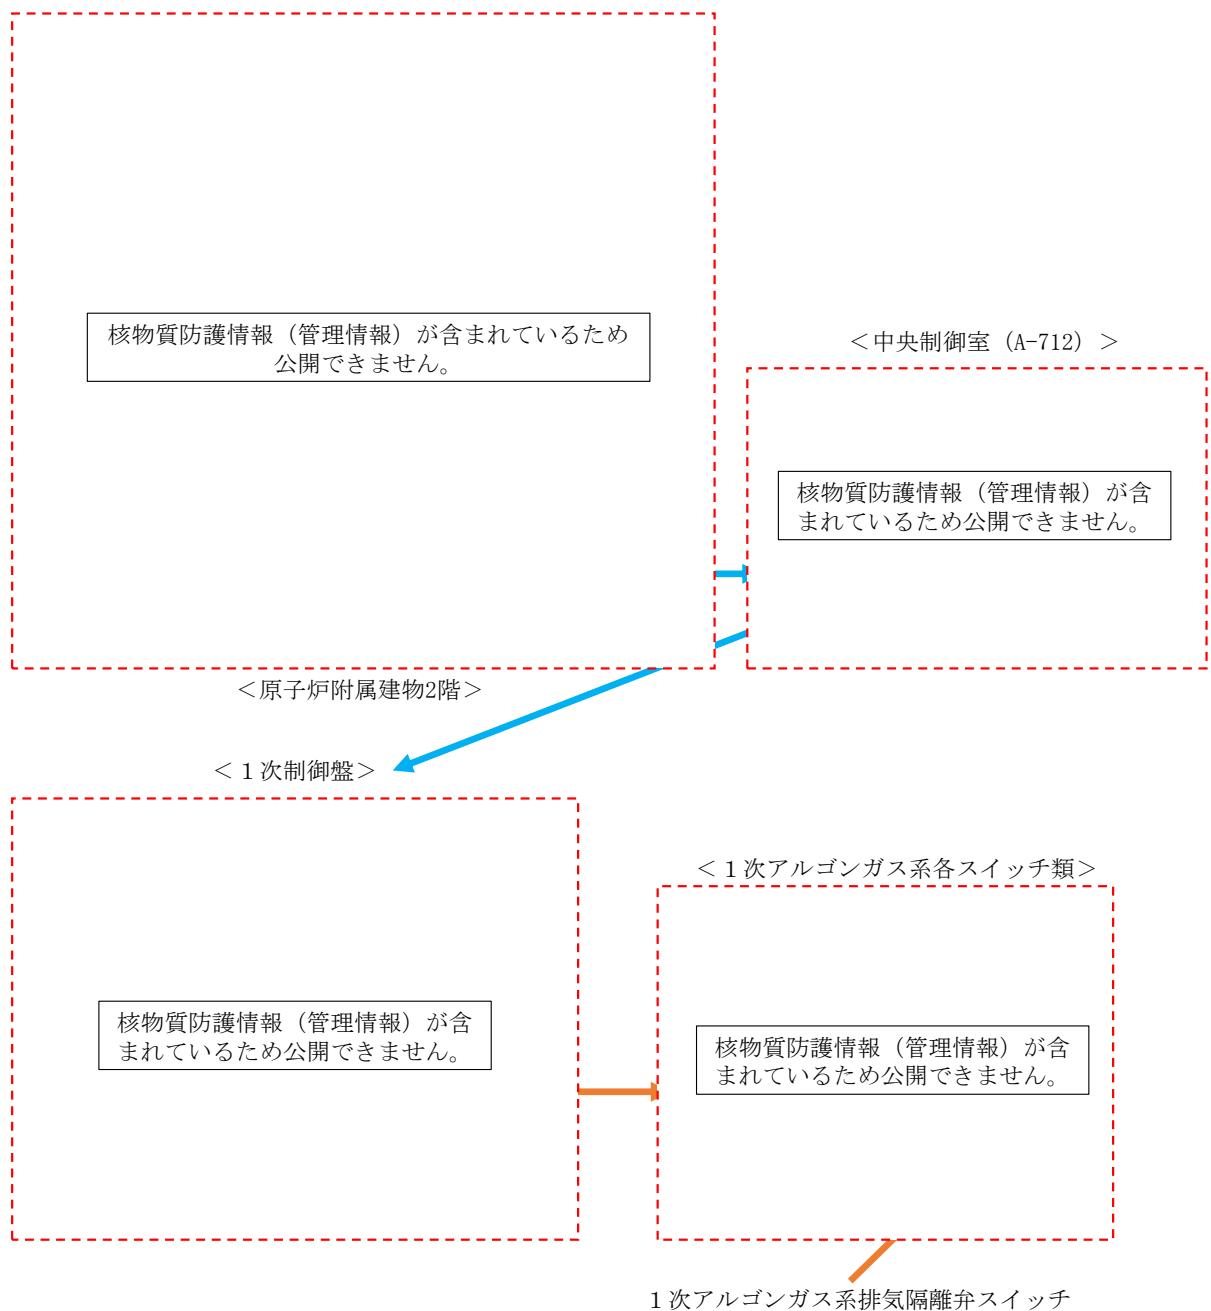 核物質防護情報（管理情報）が含まれているため
公開できません。
＜中央制御室（A-712）＞
核物質防護情報（管理情報）が含
まれているため公開できません。
＜原子炉附属建物2階＞
＜１次制御盤＞
＜１次アルゴンガス系各スイッチ類＞
核物質防護情報（管理情報）が含
まれているため公開できません。
核物質防護情報（管理情報）が含
まれているため公開できません。
１次アルゴンガス系排気隔離弁スイッチ